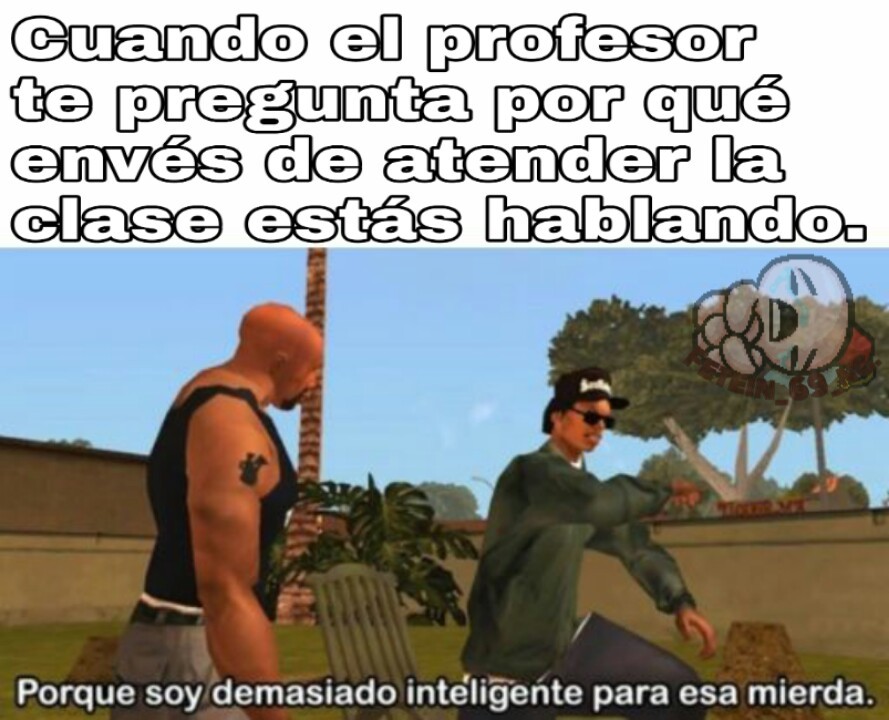 Cuando el profesor
te pregunta por qué
envés de atender la
clase estás hablando.
Porque soy demasiado inteligente para esa mierda.